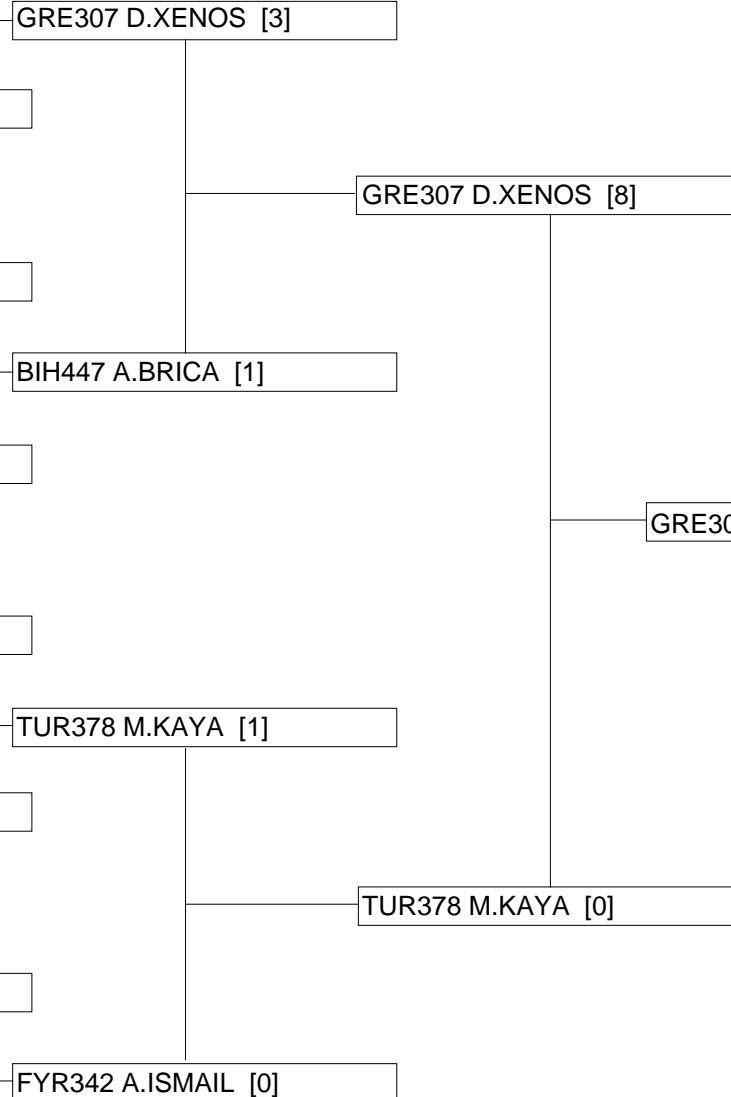 GRE307 D.XENOS [3]
GRE307 D.XENOS [8]
BIH447 A.BRICA [1]
TUR378 M.KAYA [1]
TUR378 M.KAYA [0]
FYR342 A.ISMAIL [0]